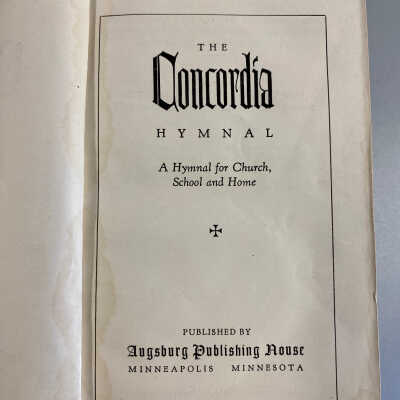 THE
Concordia
HYMNAL
A Hymnal for Church,
School and Home
PUBLISHED BY
Augsburg Publishing House
MINNEAPOLIS MINNESOTA